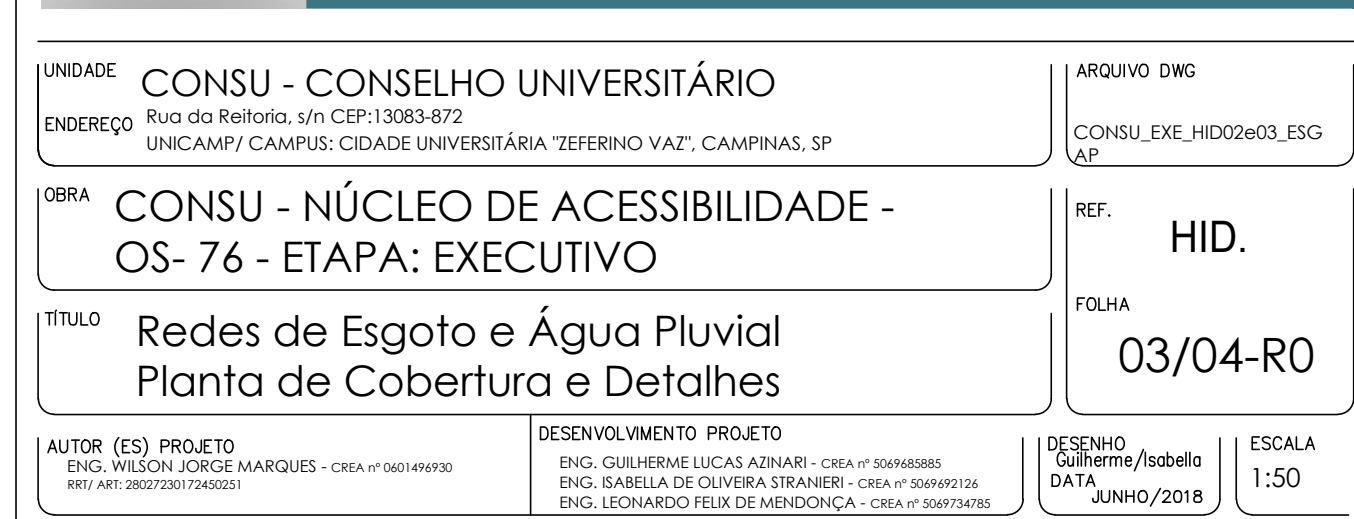 UNIDADE
CONSU - CONSELHO UNIVERSITÁRIO
ENDEREÇO
Rua da Reitoria, s/n CEP:13083-872
UNICAMP/ CAMPUS: CIDADE UNIVERSITÁRIA "ZEFERINO VAZ", CAMPINAS, SP
ARQUIVO DWG
CONSU_EXE_HID02e03_ESG
AP
OBRA
CONSU - NÚCLEO DE ACESSIBILIDADE -
OS- 76 - ETAPA: EXECUTIVO
REF.
HID.
TÍTULO
Redes de Esgoto e Água Pluvial
Planta de Cobertura e Detalhes
FOLHA
03/04-R0
AUTOR (ES) PROJETO
ENG. WILSON JORGE MARQUES - CREA nº 0601496930
RRT/ ART: 28027230172450251
DESENVOLVIMENTO PROJETO
ENG. GUILHERME LUCAS AZINARI - CREA nº 5069685885
ENG. ISABELLA DE OLIVEIRA STRANIERI - CREA nº 5069692126
ENG. LEONARDO FELIX DE MENDONÇA - CREA nº 5069734785
DESENHO
Guilherme/Isabella
DATA
JUNHO/2018
ESCALA
1:50